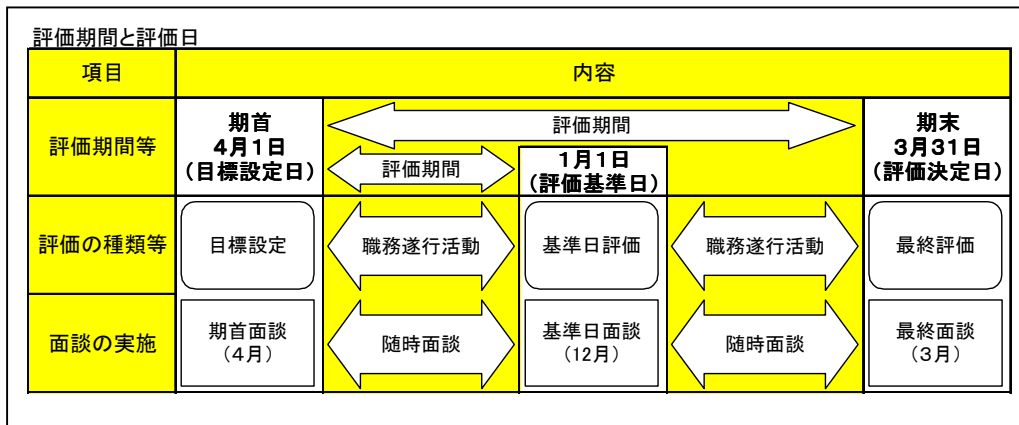 評価期間と評価日
項目
内容
評価期間等
期首
4月1日
(目標設定日)
評価期間
評価期間
1月1日
(評価基準日)
期末
3月31日
(評価決定日)
評価の種類等
目標設定
職務遂行活動
基準日評価
職務遂行活動
最終評価
面談の実施
期首面談
(4月)
随時面談
基準日面談
(12月)
随時面談
最終面談
(3月)